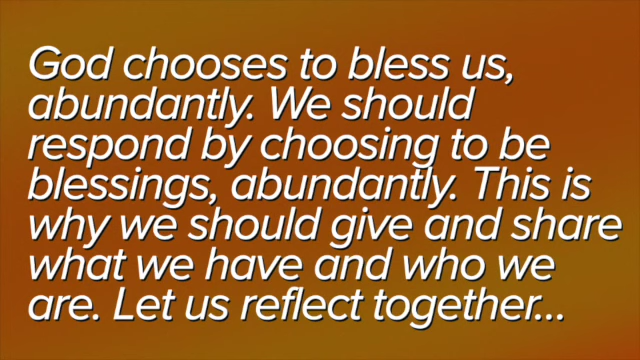 God chooses to bless us,
abundantly. We should
respond by choosing to be
blessings, abundantly. This is
why we should give and share
what we have and who we
are. Let us reflect together...